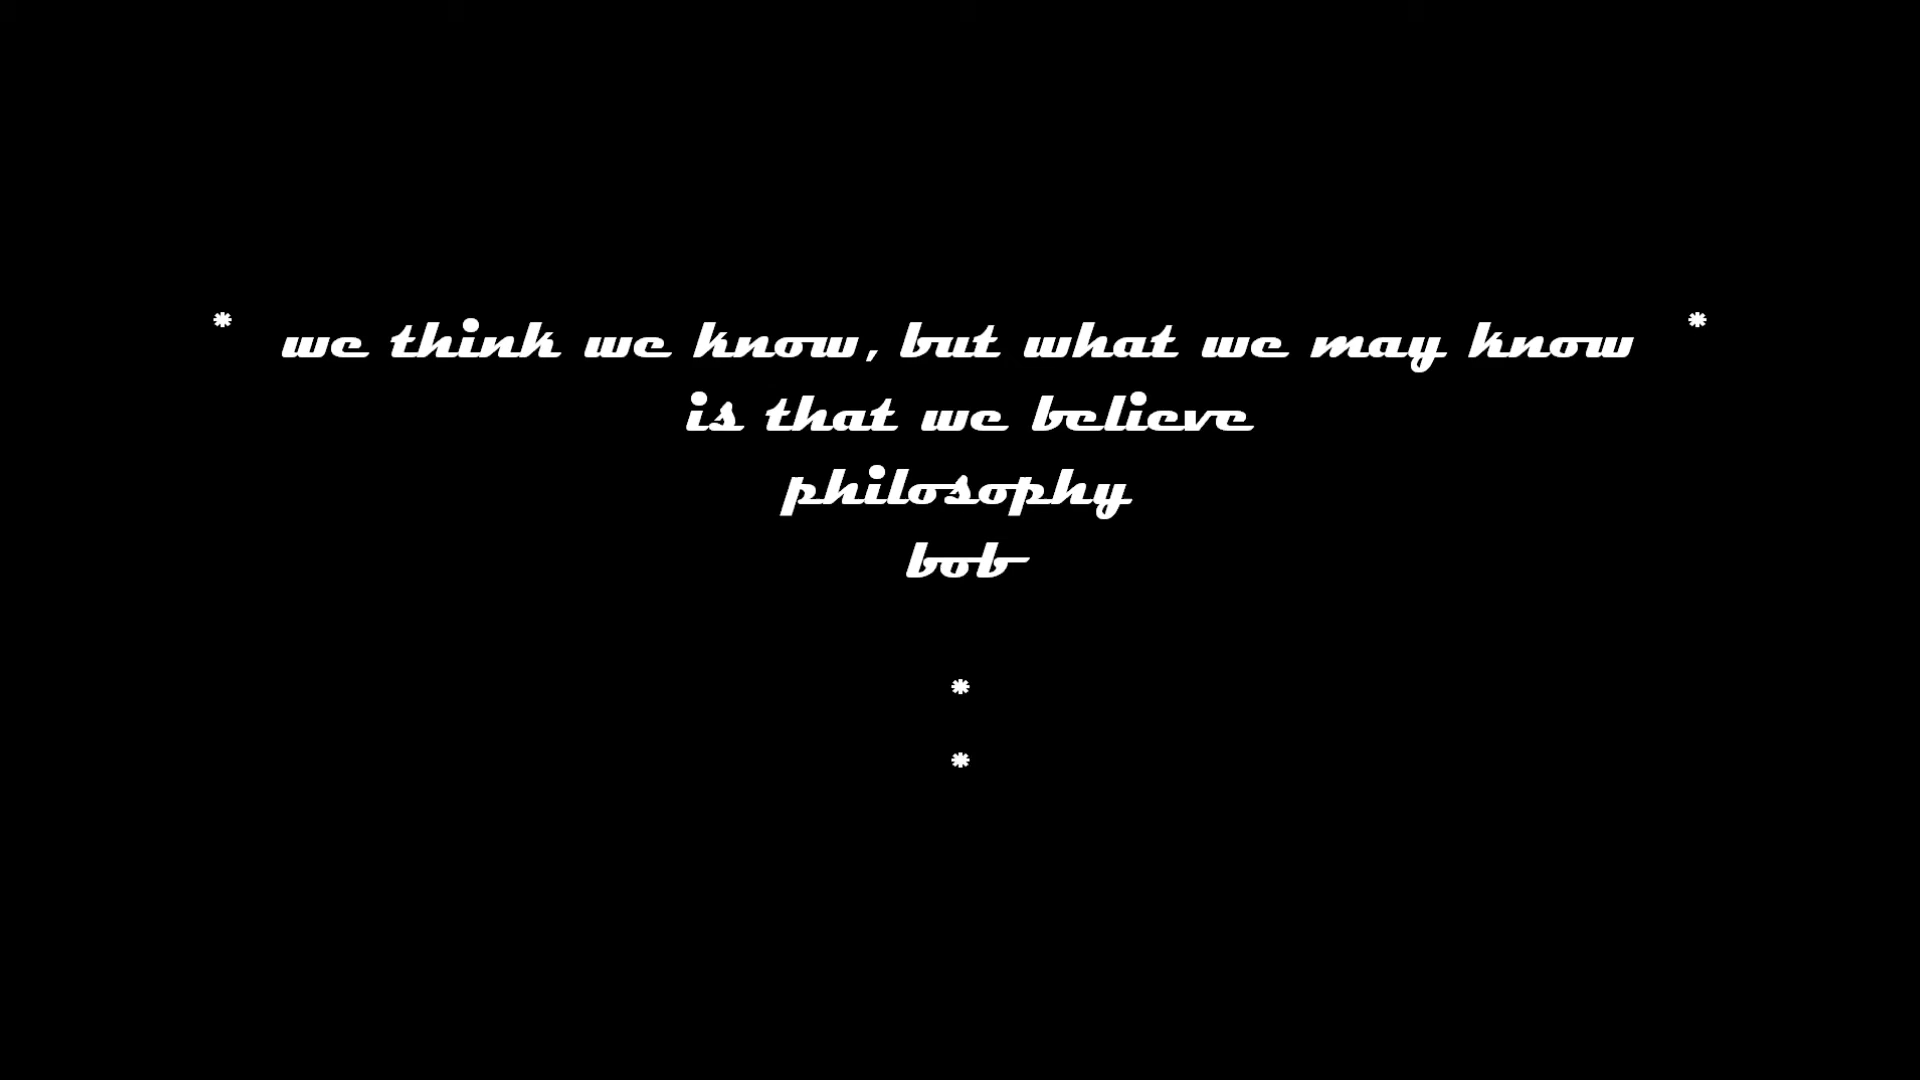 * we think we know, but what we may know *
is that we believe
philosophy
bob
*
*